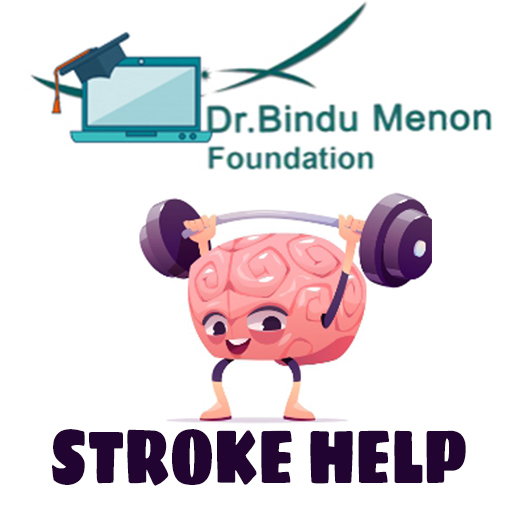 Dr.Bindu Menon
Foundation
STROKE HELP